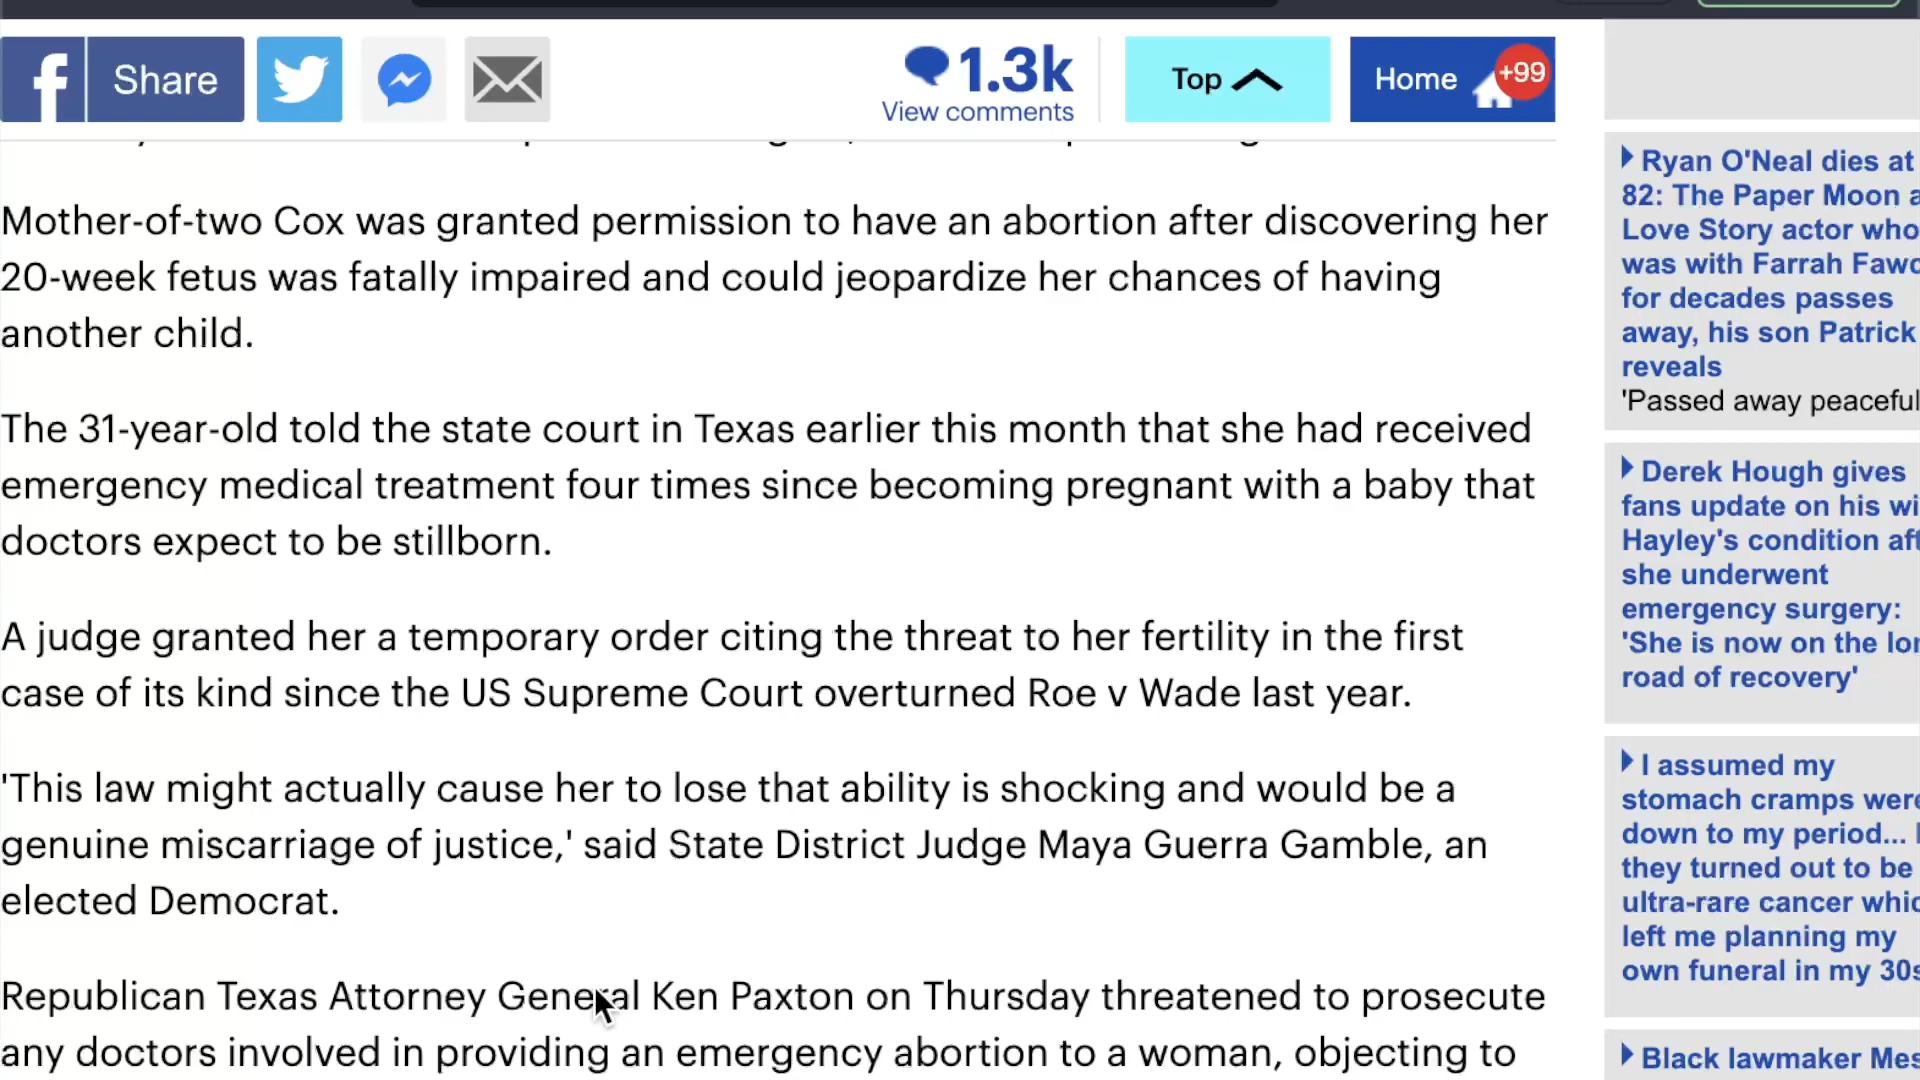 Share
1.3k
View comments
Top
Home
+99
Mother-of-two Cox was granted permission to have an abortion after discovering her
20-week fetus was fatally impaired and could jeopardize her chances of having
another child.
The 31-year-old told the state court in Texas earlier this month that she had received
emergency medical treatment four times since becoming pregnant with a baby that
doctors expect to be stillborn.
A judge granted her a temporary order citing the threat to her fertility in the first
case of its kind since the US Supreme Court overturned Roe v Wade last year.
'This law might actually cause her to lose that ability is shocking and would be a
genuine miscarriage of justice,' said State District Judge Maya Guerra Gamble, an
elected Democrat.
Republican Texas Attorney General Ken Paxton on Thursday threatened to prosecute
any doctors involved in providing an emergency abortion to a woman, objecting to
Ryan O'Neal dies at
82: The Paper Moon
Love Story actor who
was with Farrah
for decades passes
away, his son Patrick
reveals
'Passed away
Derek Hough gives
fans update on his
Hayley's condition
she underwent
emergency surgery:
'She is now on the
road of recovery'
I assumed my
stomach cramps were
down to my period...
they turned out to be
ultra-rare cancer
left me planning my
own funeral in my 30s
Black lawmaker